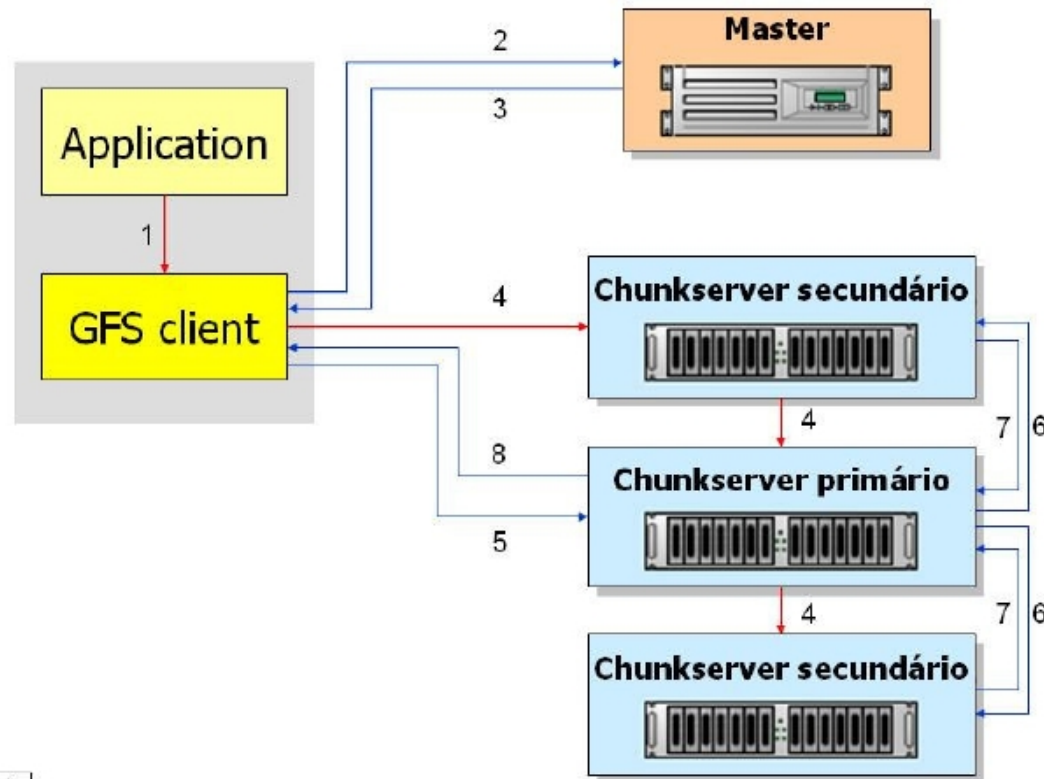 Master
2
3
Application
1
GFS client
4
Chunkserver secundário
4
7
6
8
Chunkserver primário
5
4
7
6
Chunkserver secundário